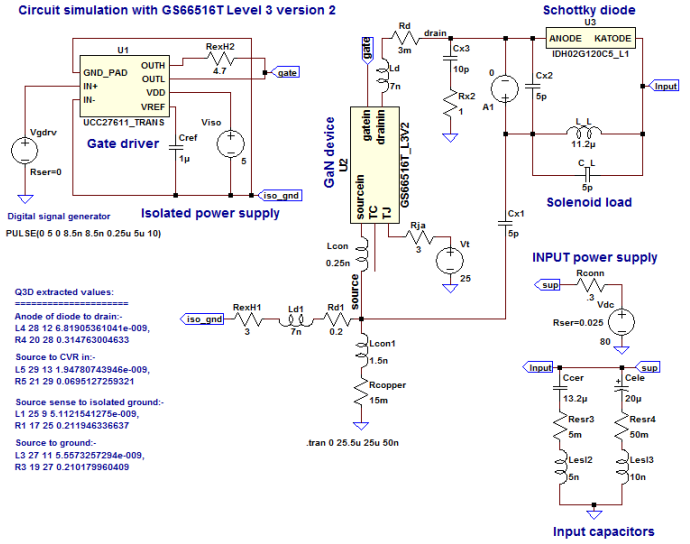 Circuit simulation with GS66516T Level 3 version 2
Schottky diode
U1
GND_PAD
IN+
IN-
OUTH
OUTL
VDD
VREF
UCC27611_TRANS
Gate driver
RexH2
4.7
gate
Vgdrv
Rser=0
Cref
1µ
Viso
5
iso_gnd
Digital signal generator
Isolated power supply
PULSE(0 5 0 8.5n 8.5n 0.25u 5u 10)
gate
Rd
3m
drain
Ld
7n
Cx3
10p
Rx2
1
0
A1
U3
ANODE KATODE
IDH02G120C5_L1
Cx2
5p
Input
L_L
11.2µ
C_L
5p
Solenoid load
GaN device
U2
gatein
drainin
sourcein
TC
TJ
GS66516T_L3V2
Rja
3
Vt
25
Lcon
0.25n
source
Cx1
5p
iso_gnd
RexH1
3
Ld1
7n
Rd1
0.2
Lcon1
1.5n
Rcopper
15m
.tran 0 25.5u 25u 50n
INPUT power supply
sup
Rconn
.3
Vdc
Rser=0.025
80
Input
sup
Ccer
13.2µ
Cele
20µ
Resr3
5m
Resr4
50m
Lesl2
5n
Lesl3
10n
Input capacitors
Q3D extracted values:
=====================
Anode of diode to drain:-
L4 28 12 6.81905361041e-009,
R4 20 28 0.314763004633
Source to CVR in:-
L5 29 13 1.94780743946e-009,
R5 21 29 0.0695127259321
Source sense to isolated ground:-
L1 25 9 5.1121541275e-009,
R1 17 25 0.211946336637
Source to ground:-
L3 27 11 5.5573257294e-009,
R3 19 27 0.210179960409